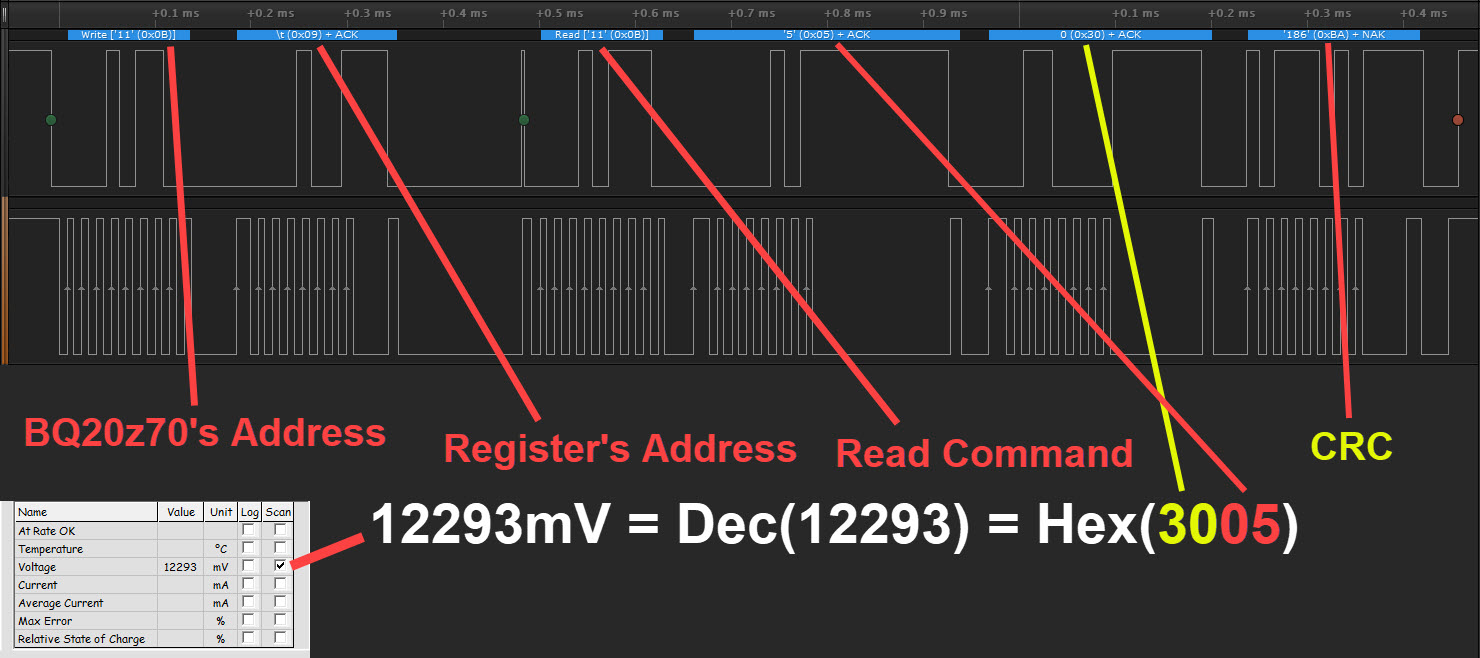 +0.1 ms +0.2 ms +0.3 ms +0.4 ms +0.5 ms +0.6 ms +0.7 ms +0.8 ms +0.9 ms +0.1 ms +0.2 ms +0.3 ms +0.4 ms
Write ['11' (0x0B)] \t (0x09) + ACK Read ['11' (0x0B)] '5' (0x05) + ACK 0 (0x30) + ACK '186' (0xBA) + NAK
BQ20z70's Address
Register's Address
Read Command
CRC
12293mV = Dec(12293) = Hex(3005)
Name Value Unit Log Scan
At Rate OK
Temperature °C
Voltage 12293 mV
Current mA
Average Current mA
Max Error %
Relative State of Charge %